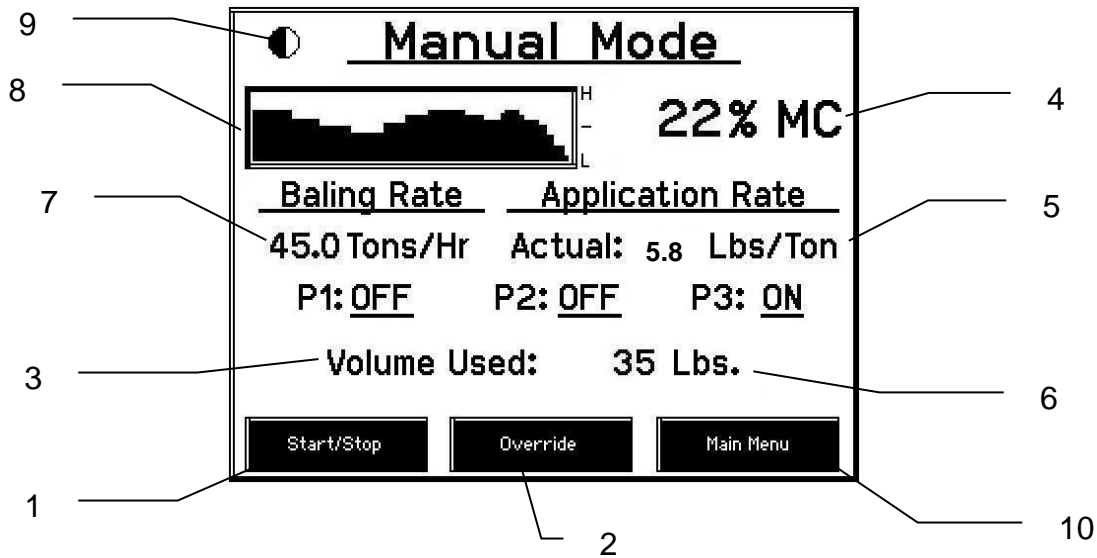 9
Manual Mode
8
H
–
L
22% MC
4
7
Baling Rate Application Rate
5
45.0 Tons/Hr Actual: 5.8 Lbs/Ton
P1: OFF P2: OFF P3: ON
3
Volume Used: 35 Lbs.
6
Start/Stop Override Main Menu
1
2
10